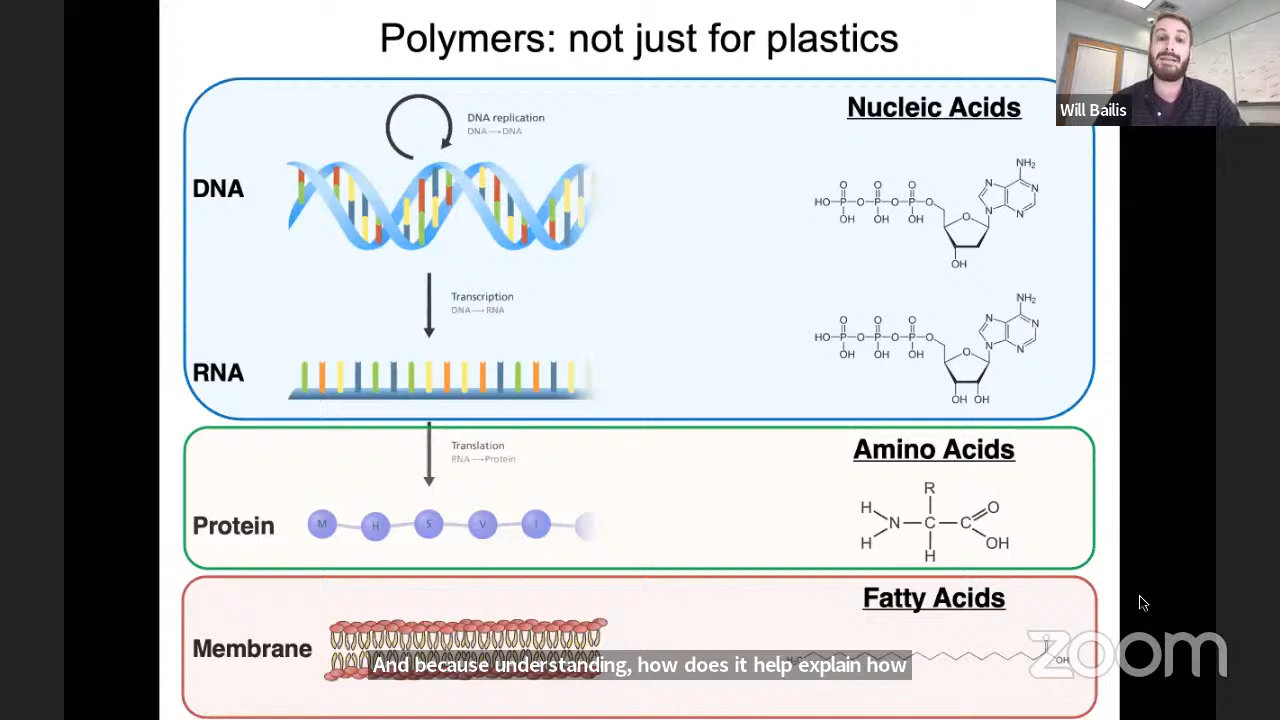 Polymers: not just for plastics
Will Bailis
Nucleic Acids
DNA replication
DNA → DNA
DNA
NH₂
N
N
N
N
O
O
O
HO P O P O P O
OH OH OH
O
OH
Transcription
DNA → RNA
RNA
NH₂
N
N
N
N
O
O
O
HO P O P O P O
OH OH OH
O
OH OH
Translation
RNA → Protein
Amino Acids
Protein
M H S V I
R
H
N C C
O
H
H
OH
Fatty Acids
Membrane
And because understanding, how does it help explain how
OH
zoom